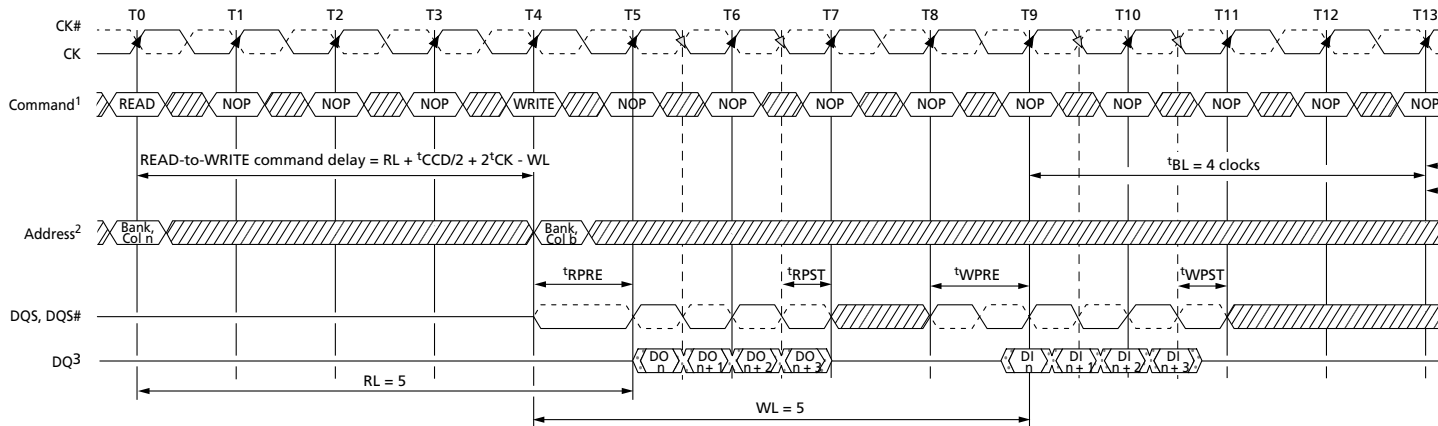 T0 T1 T2 T3 T4 T5 T6 T7 T8 T9 T10 T11 T12 T13
CK#
CK
Command1 READ NOP NOP NOP WRITE NOP NOP NOP NOP NOP NOP NOP NOP NOP
READ-to-WRITE command delay = RL + tCCD/2 + 2tCK - WL
tBL = 4 clocks
Address2 Bank, Col n Bank, Col b
tRPRE tRPST tWPRE tWPST
DQS, DQS#
DQ3 DO n DO n + 1 DO n + 2 DO n + 3 DI n DI n + 1 DI n + 2 DI n + 3
RL = 5
WL = 5